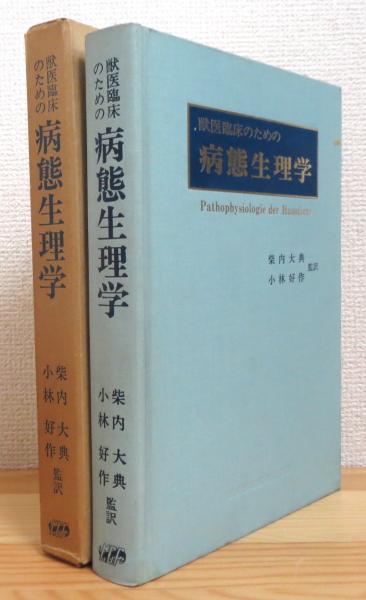 獣医臨床
のための
病態生理学
柴内大典
小林好作
監訳
獣医臨床
のための
病態生理学
柴内大典
小林好作
監訳
獣医臨床のための
病態生理学
Pathophysiologie der Haustiere
柴内大典
小林好作
監訳